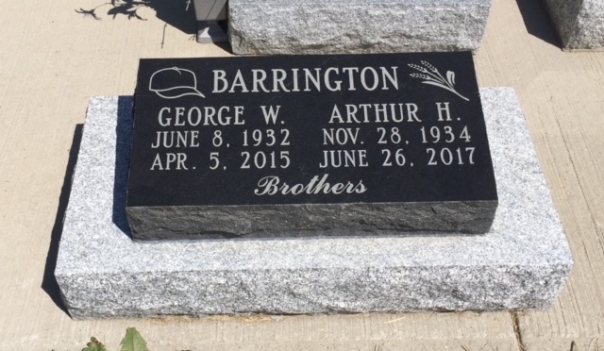 BARRINGTON
GEORGE W. ARTHUR H.
JUNE 8, 1932 NOV. 28, 1934
APR. 5, 2015 JUNE 26, 2017
Brothers